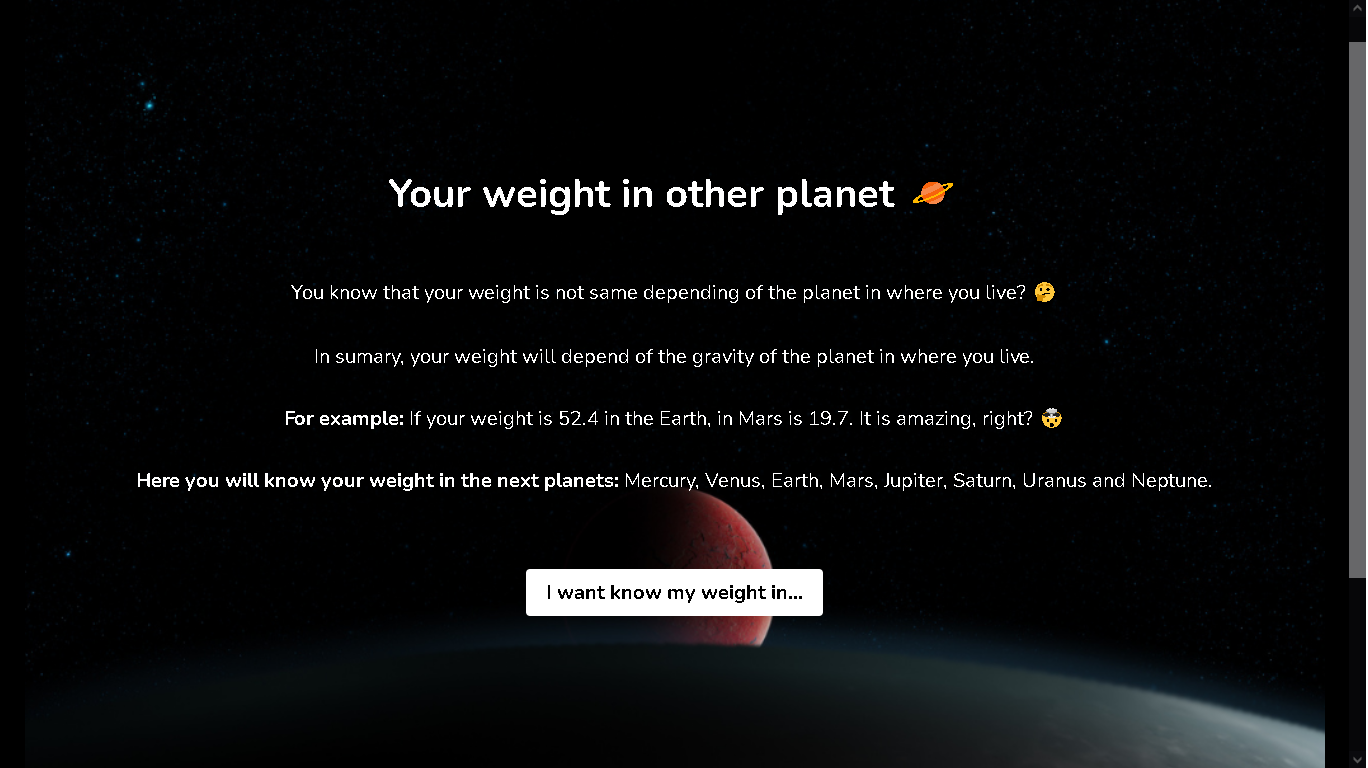 Your weight in other planet 🪐
You know that your weight is not same depending of the planet in where you live? 🤔
In sumary, your weight will depend of the gravity of the planet in where you live.
For example: If your weight is 52.4 in the Earth, in Mars is 19.7. It is amazing, right? 🤯
Here you will know your weight in the next planets: Mercury, Venus, Earth, Mars, Jupiter, Saturn, Uranus and Neptune.
I want know my weight in...